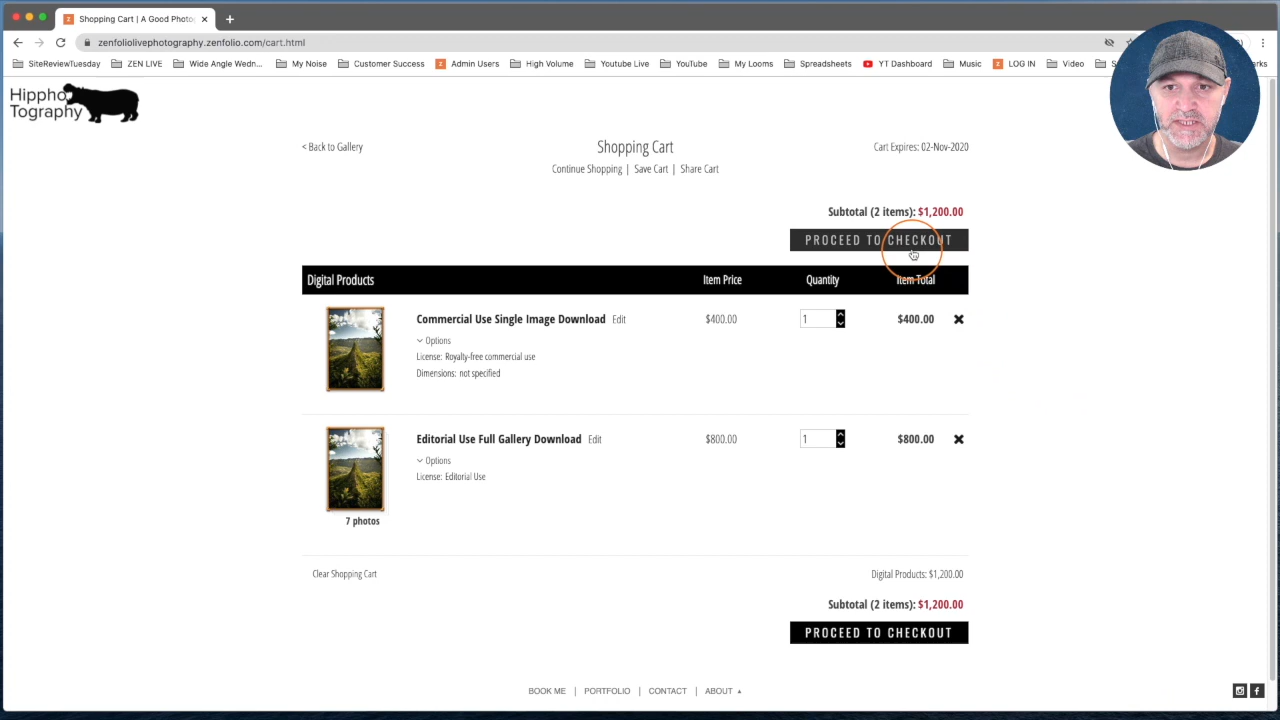 Shopping Cart | A Good Photo
zenfoliolivephotography.zenfolio.com/cart.html
SiteReviewTuesday ZEN LIVE Wide Angle Wedn... My Noise Customer Success Admin Users High Volume Youtube Live YouTube My Looms Spreadsheets YT Dashboard Music LOG IN Video
Hippho
Tography
< Back to Gallery Shopping Cart Cart Expires: 02-Nov-2020
Continue Shopping | Save Cart | Share Cart
Subtotal (2 items): $1,200.00
PROCEED TO CHECKOUT
Digital Products Item Price Quantity Item Total
Commercial Use Single Image Download Edit $400.00 1 $400.00
Options
License: Royalty-free commercial use
Dimensions: not specified
Editorial Use Full Gallery Download Edit $800.00 1 $800.00
Options
License: Editorial Use
7 photos
Clear Shopping Cart Digital Products: $1,200.00
Subtotal (2 items): $1,200.00
PROCEED TO CHECKOUT
BOOK ME | PORTFOLIO | CONTACT | ABOUT